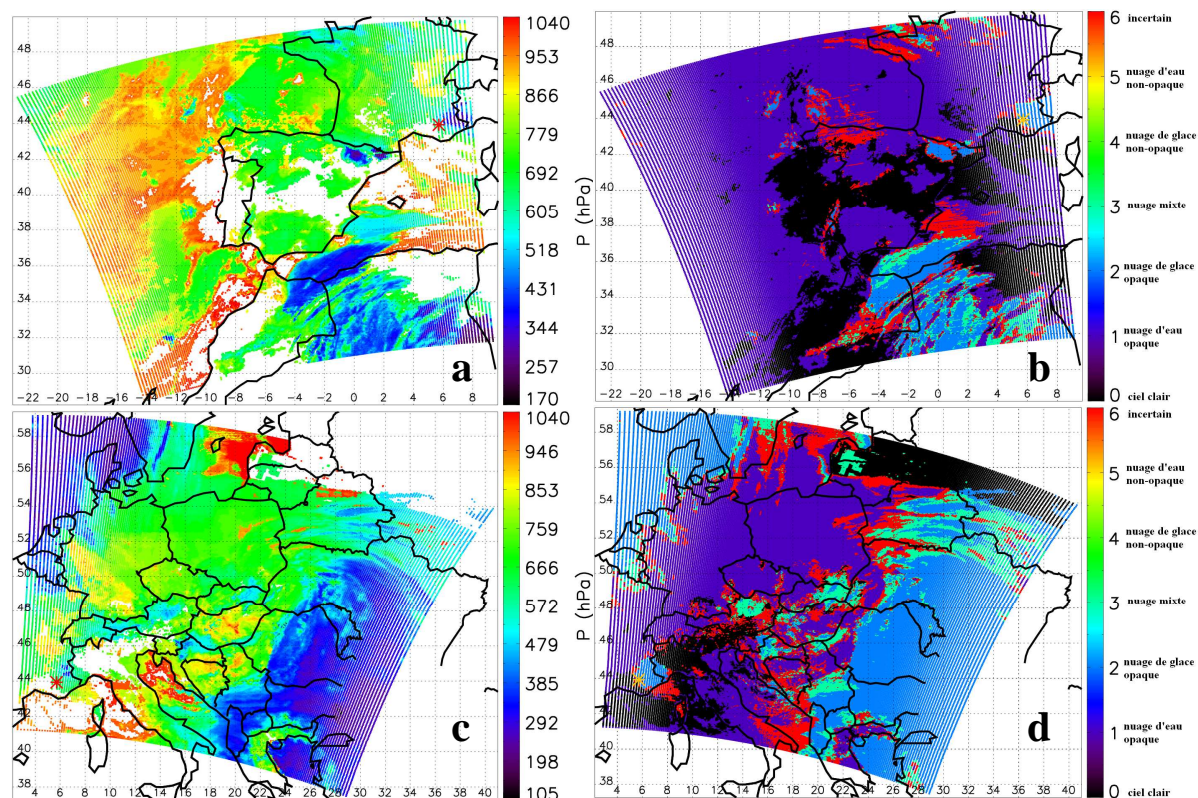 48
46
44
42
40
38
36
34
32
30
−22 −20 −18 −16 −14 −12 −10 −8 −6 −4 −2 −0 2 4 6 8
a
1040
953
866
779
692
605
518
431
344
257
170
P (hPa)
48
46
44
42
40
38
36
34
32
30
−22 −20 −18 −16 −14 −12 −10 −8 −6 −4 −2 −0 2 4 6 8
b
6 incertain
5 nuage d'eau
non-opaque
4 nuage de glace
non-opaque
3 nuage mixte
2 nuage de glace
opaque
1 nuage d'eau
opaque
0 ciel clair
58
56
54
52
50
48
46
44
42
40
38
4 6 8 10 12 14 16 18 20 22 24 26 28 30 32 34 36 38 40
c
1040
946
853
759
666
572
479
385
292
198
105
P (hPa)
58
56
54
52
50
48
46
44
42
40
38
4 6 8 10 12 14 16 18 20 22 24 26 28 30 32 34 36 38 40
d
6 incertain
5 nuage d'eau
non-opaque
4 nuage de glace
non-opaque
3 nuage mixte
2 nuage de glace
opaque
1 nuage d'eau
opaque
0 ciel clair